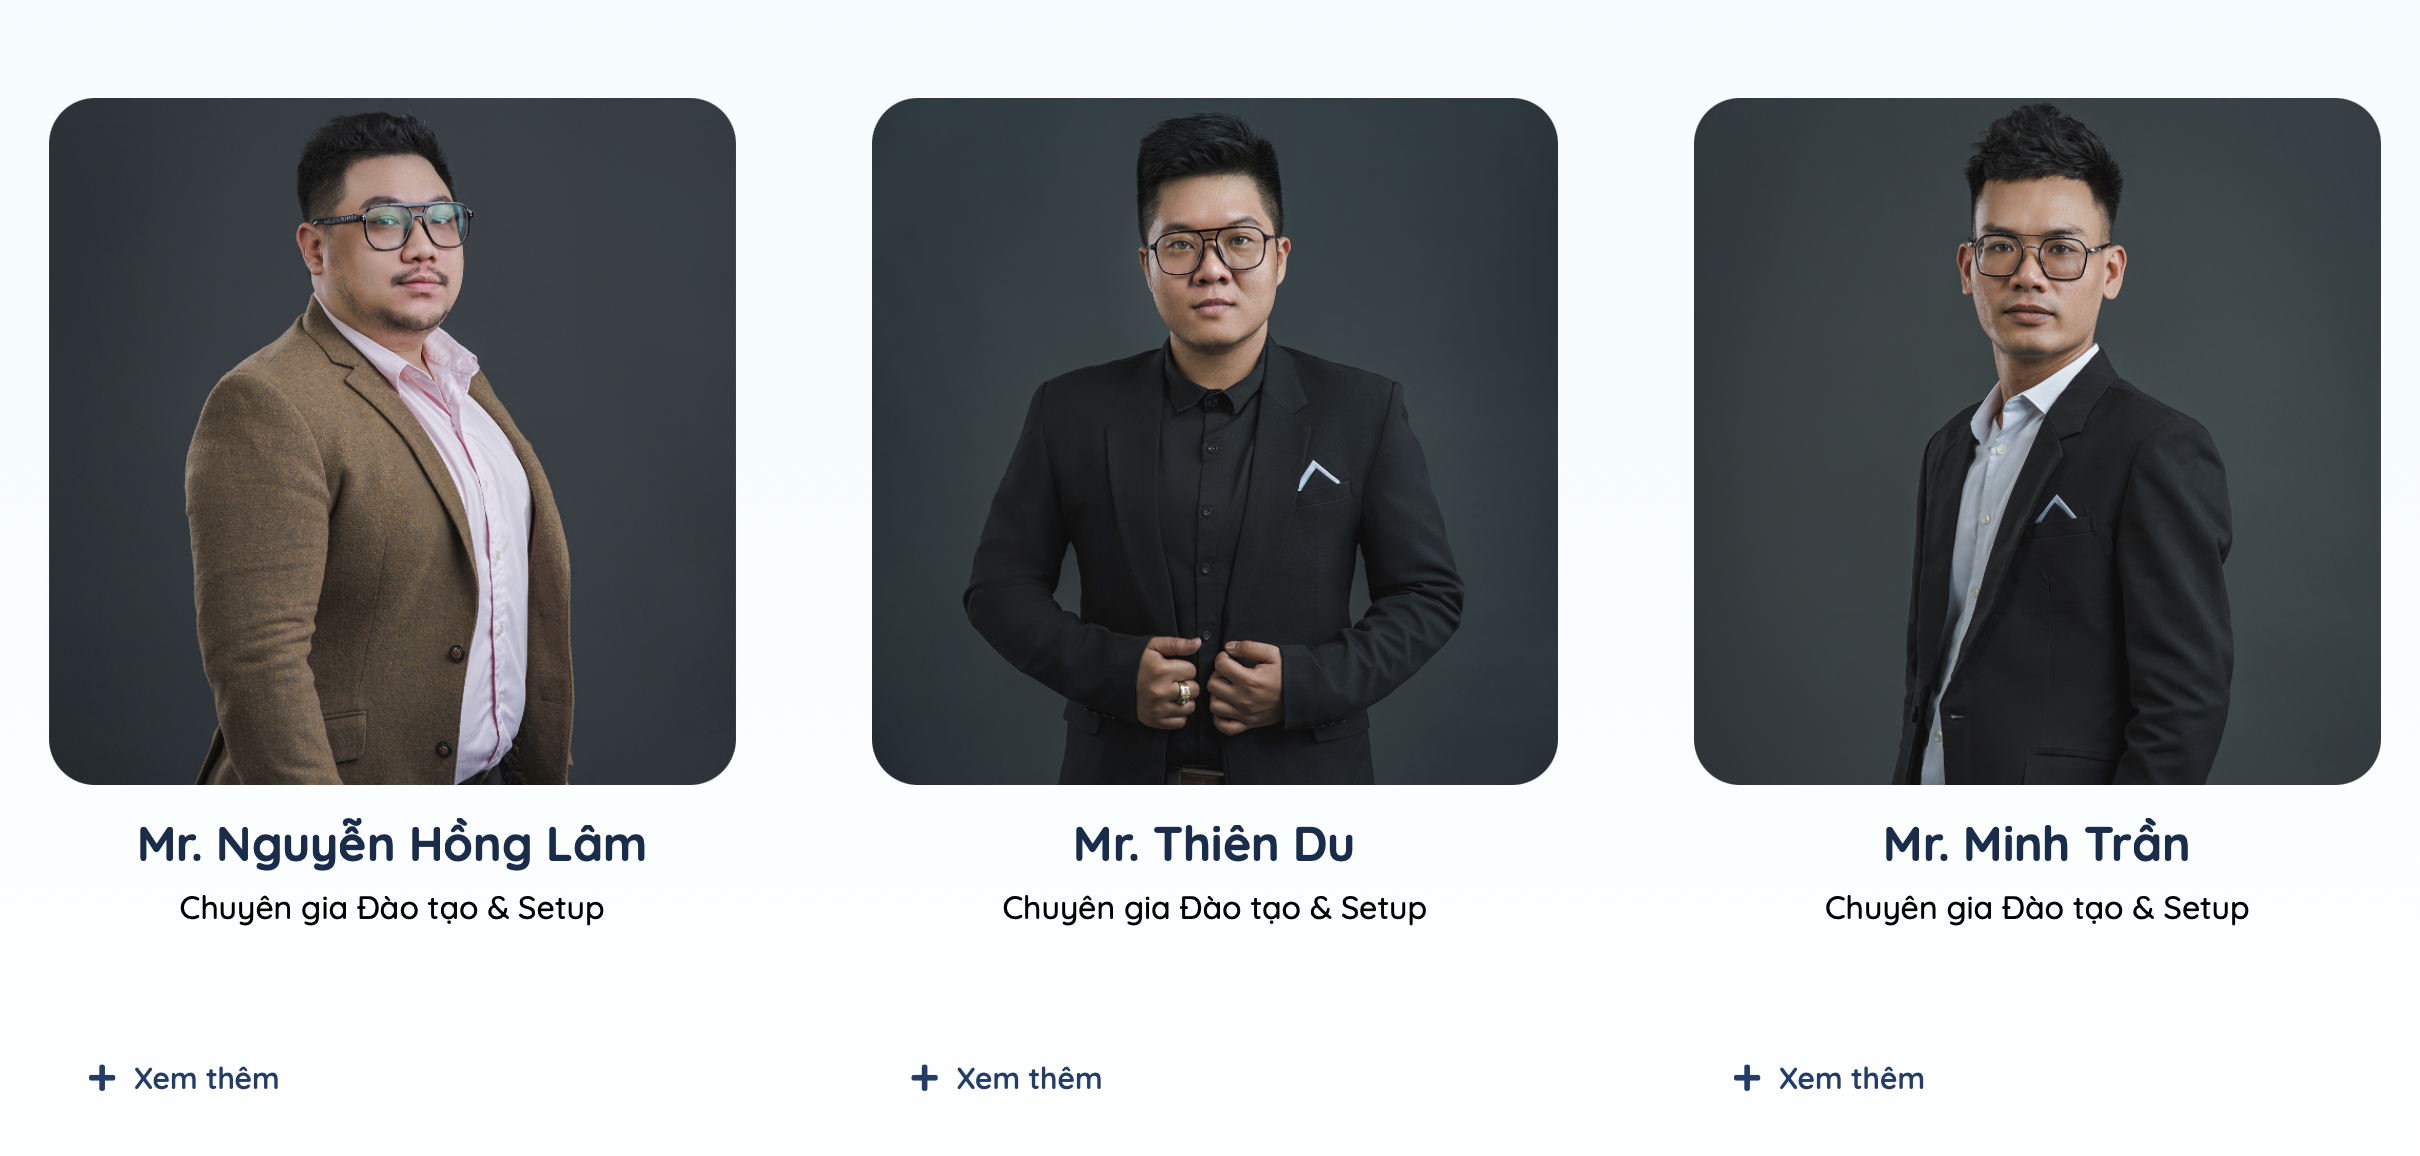 Mr. Nguyễn Hồng Lâm
Chuyên gia Đào tạo & Setup
Xem thêm
Mr. Thiên Du
Chuyên gia Đào tạo & Setup
Xem thêm
Mr. Minh Trần
Chuyên gia Đào tạo & Setup
Xem thêm